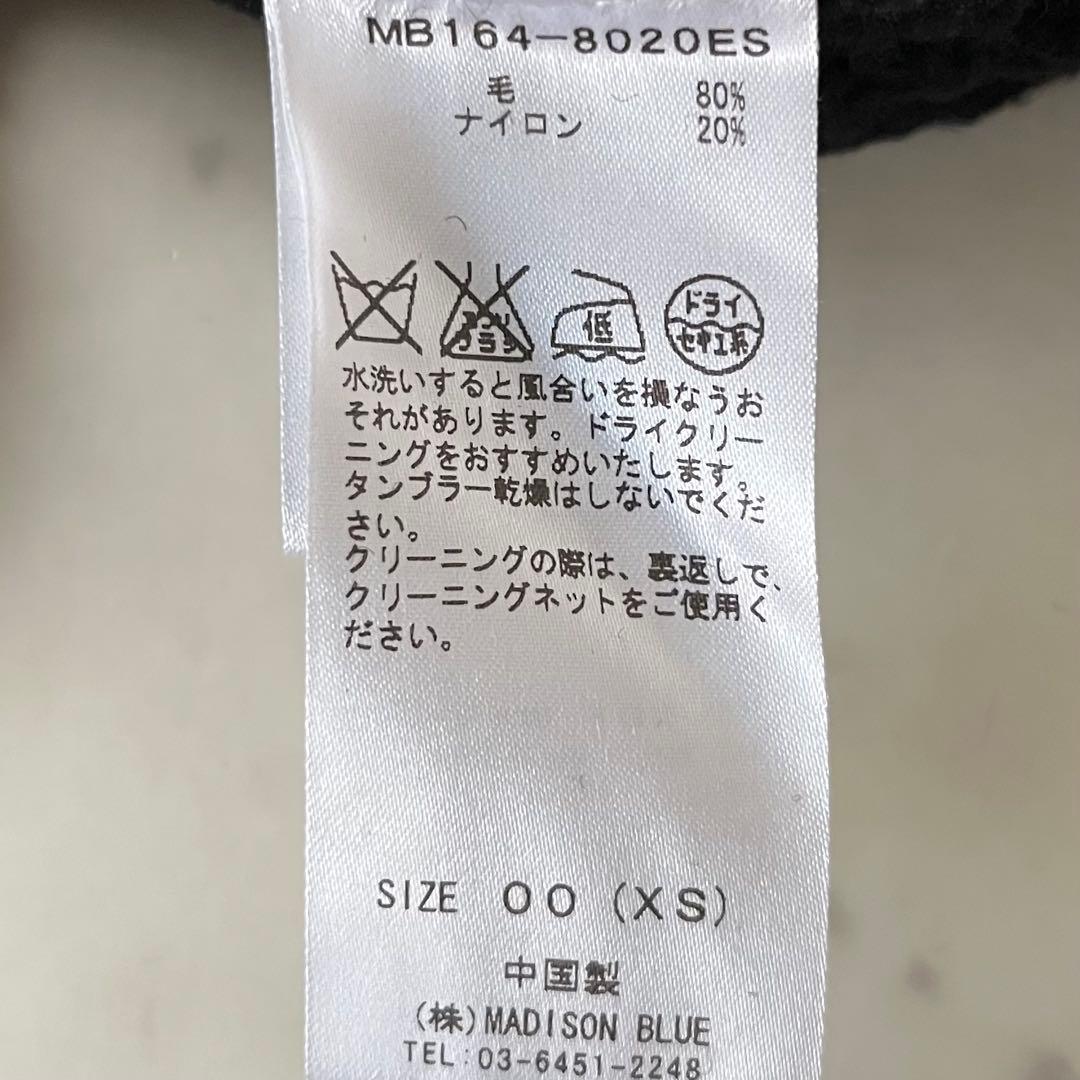 MB164-8020ES
毛 80%
ナイロン 20%
エンソ
フラシ
低
ドライ
セキユ系
水洗いすると風合いを損なうお
それがあります。ドライクリー
ニングをおすすめいたします。
タンブラー乾燥はしないでくだ
さい。
クリーニングの際は、裏返しで、
クリーニングネットをご使用く
ださい。
SIZE 00 (XS)
中国製
(株)MADISON BLUE
TEL:03-6451-2248